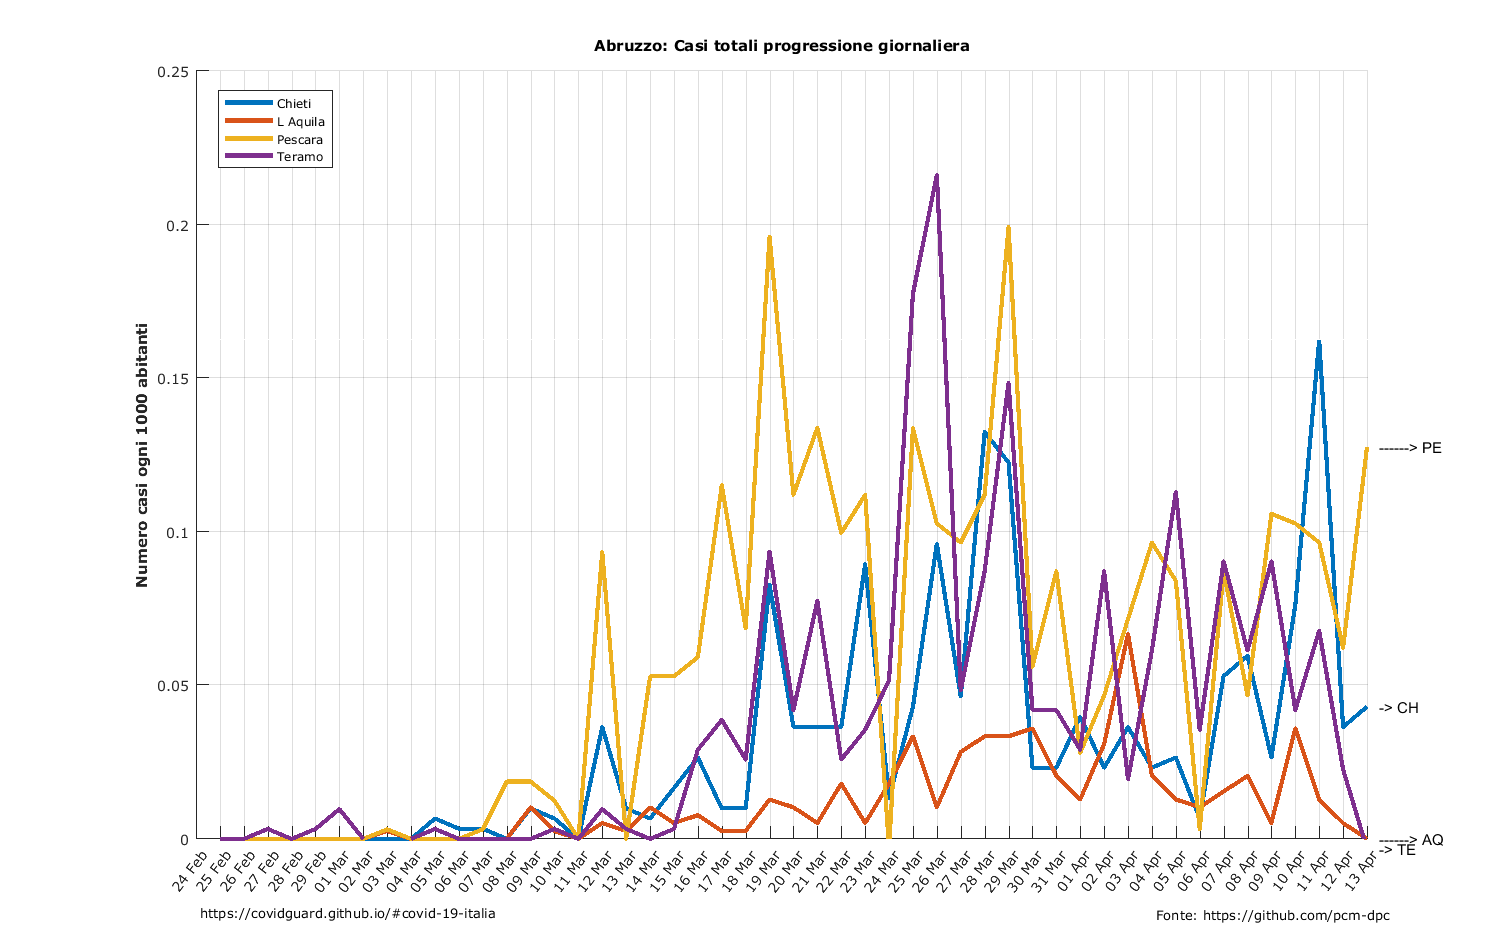 Abruzzo: Casi totali progressione giornaliera
Numero casi ogni 1000 abitanti
0.25
0.2
0.15
0.1
0.05
0
Chieti
L Aquila
Pescara
Teramo
------> PE
-> CH
------> AQ
-> TE
24 Feb
25 Feb
26 Feb
27 Feb
28 Feb
29 Feb
01 Mar
02 Mar
03 Mar
04 Mar
05 Mar
06 Mar
07 Mar
08 Mar
09 Mar
10 Mar
11 Mar
12 Mar
13 Mar
14 Mar
15 Mar
16 Mar
17 Mar
18 Mar
19 Mar
20 Mar
21 Mar
22 Mar
23 Mar
24 Mar
25 Mar
26 Mar
27 Mar
28 Mar
29 Mar
30 Mar
31 Mar
01 Apr
02 Apr
03 Apr
04 Apr
05 Apr
06 Apr
07 Apr
08 Apr
09 Apr
10 Apr
11 Apr
12 Apr
13 Apr
https://covidguard.github.io/#covid-19-italia
Fonte: https://github.com/pcm-dpc